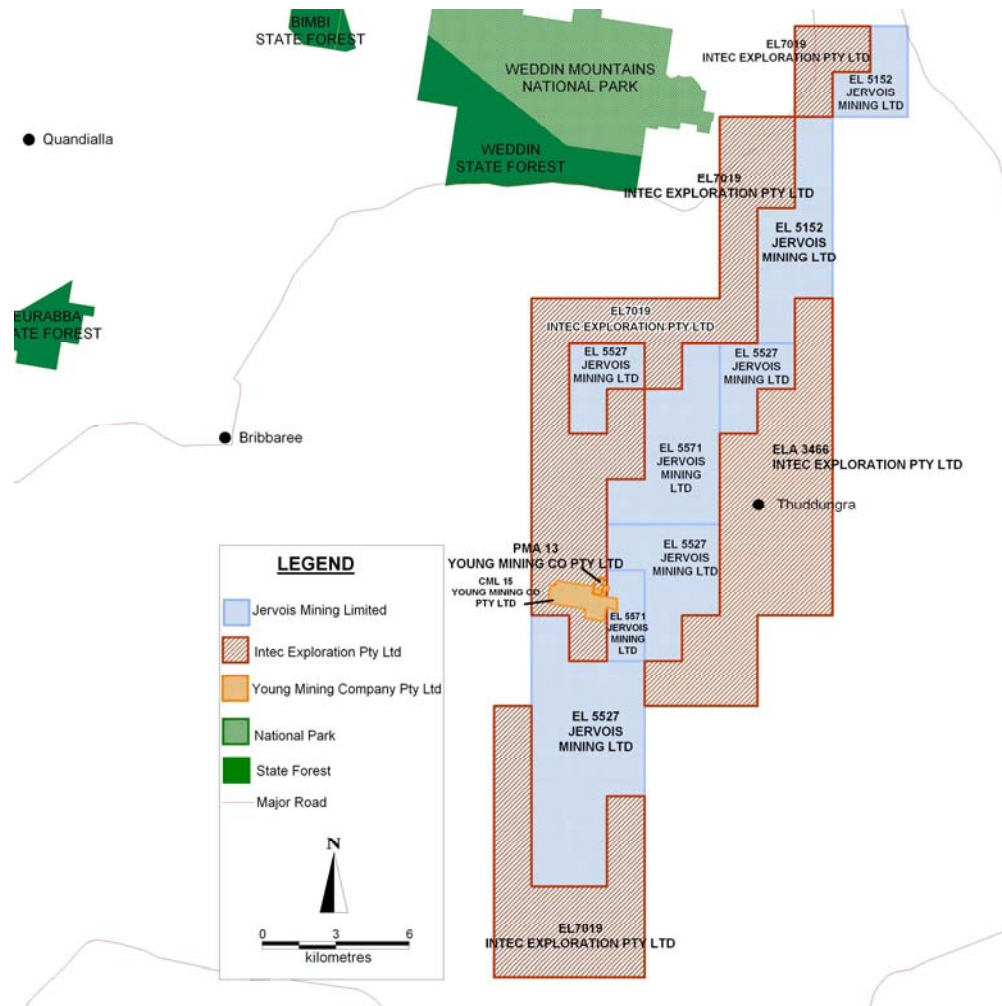 BIMBI
STATE FOREST
WEDDIN MOUNTAINS
NATIONAL PARK
EL7019
INTEC EXPLORATION PTY LTD
EL 5152
JERVOIS
MINING LTD
Quandialla
WEDDIN
STATE FOREST
EL7019
INTEC EXPLORATION PTY LTD
EL 5152
JERVOIS
MINING LTD
EURABBA
ATE FOREST
EL7019
INTEC EXPLORATION PTY LTD
EL 5527
JERVOIS
MINING LTD
EL 5527
JERVOIS
MINING LTD
Bribbaree
EL 5571
JERVOIS
MINING
LTD
ELA 3466
INTEC EXPLORATION PTY LTD
Thuddungra
EL 5527
JERVOIS
MINING LTD
PMA 13
YOUNG MINING CO PTY LTD
CML 15
YOUNG MINING CO
PTY LTD
EL 5571
JERVOIS
MINING
LTD
EL 5527
JERVOIS
MINING LTD
EL7019
INTEC EXPLORATION PTY LTD
LEGEND
Jervois Mining Limited
Intec Exploration Pty Ltd
Young Mining Company Pty Ltd
National Park
State Forest
Major Road
N
0 3 6
kilometres